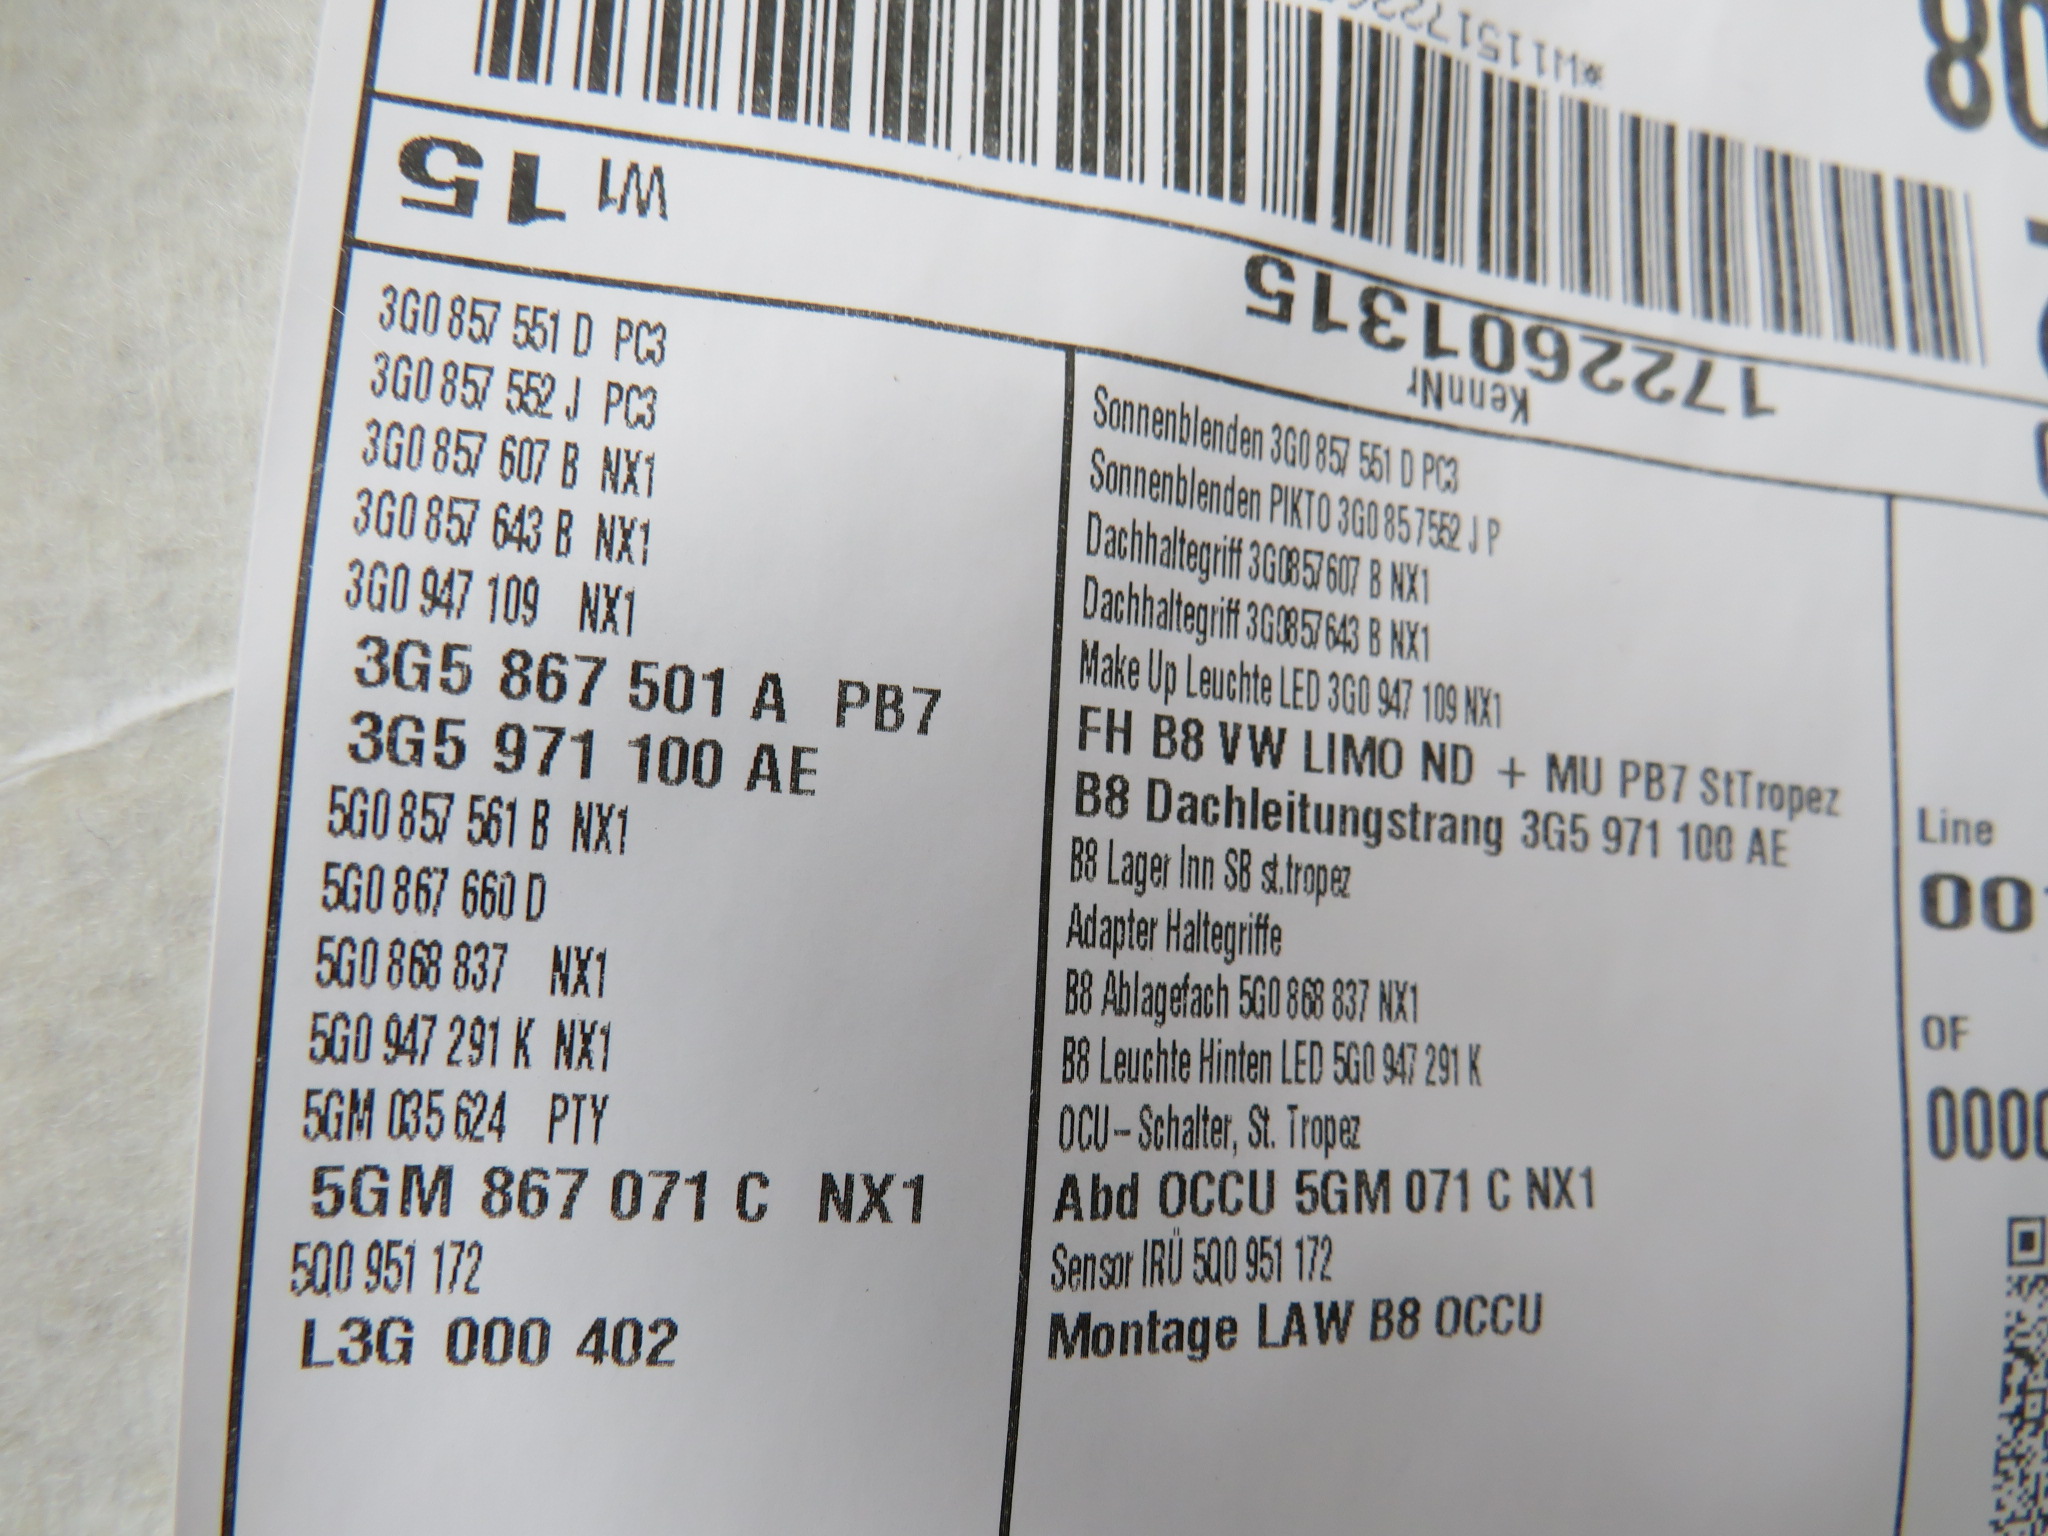 *W1151722
15 W1
KennNr
1722601315
3G0 857 551 D PC3
3G0 857 552 J PC3
3G0 857 607 B NX1
3G0 857 643 B NX1
3G0 947 109 NX1
3G5 867 501 A PB7
3G5 971 100 AE
5G0 857 561 B NX1
5G0 867 660 D
5G0 868 837 NX1
5G0 947 291 K NX1
5GM 035 624 PTY
5GM 867 071 C NX1
5Q0 951 172
L3G 000 402
Sonnenblenden 3G0 857 551 D PC3
Sonnenblenden PIKTO 3G0 857552 J P
Dachhaltegriff 3G0857607 B NX1
Dachhaltegriff 3G0857643 B NX1
Make Up Leuchte LED 3G0 947 109 NX1
FH B8 VW LIMO ND + MU PB7 StTropez
B8 Dachleitungstrang 3G5 971 100 AE
B8 Lager Inn SB st.tropez
Adapter Haltegriffe
B8 Ablagefach 5G0 868 837 NX1
B8 Leuchte Hinten LED 5G0 947 291 K
OCU-Schalter, St. Tropez
Abd OCCU 5GM 071 C NX1
Sensor IRÜ 5Q0 951 172
Montage LAW B8 OCCU
Line
OF